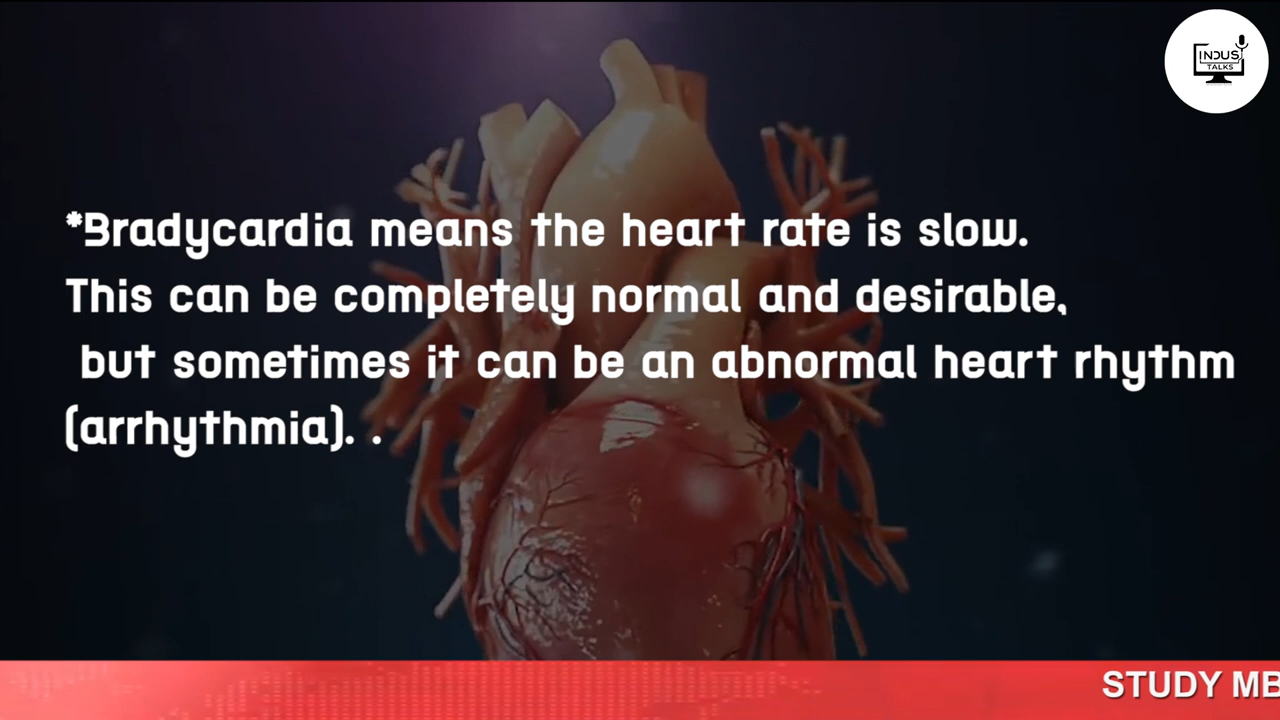 INDUS
TALKS
*Bradycardia means the heart rate is slow.
This can be completely normal and desirable,
but sometimes it can be an abnormal heart rhythm
(arrhythmia). .
STUDY MB